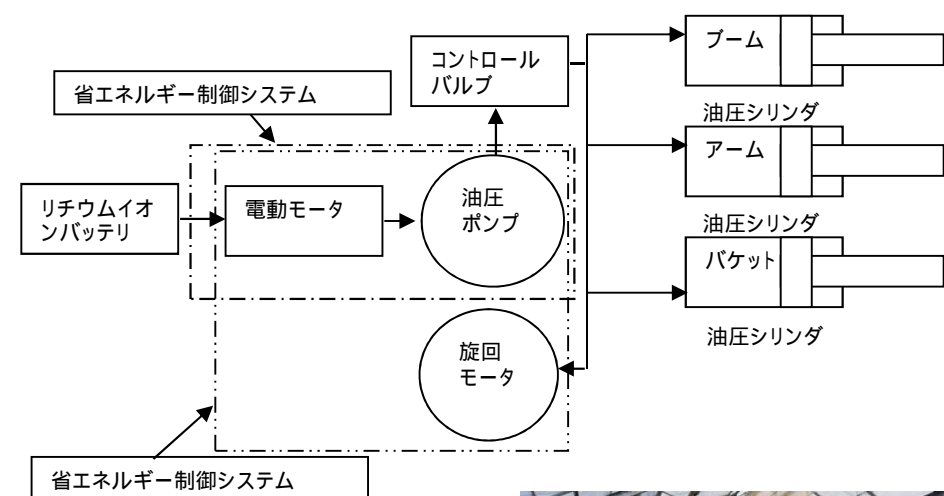 コントロール
バルブ
ブーム
省エネルギー制御システム
油圧シリンダ
アーム
リチウムイオ
ンバッテリ
電動モータ
油圧
ポンプ
油圧シリンダ
バケット
油圧シリンダ
旋回
モータ
省エネルギー制御システム